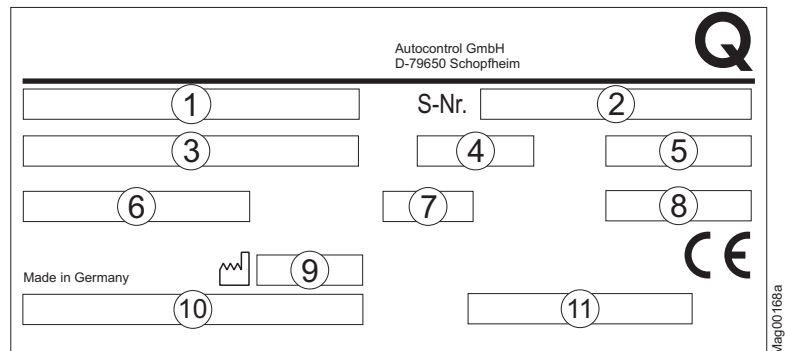 Autocontrol GmbH
D-79650 Schopfheim
Q
1 S-Nr. 2
3 4 5
6 7 8
CE
Made in Germany 9
10 11
Mag00168a